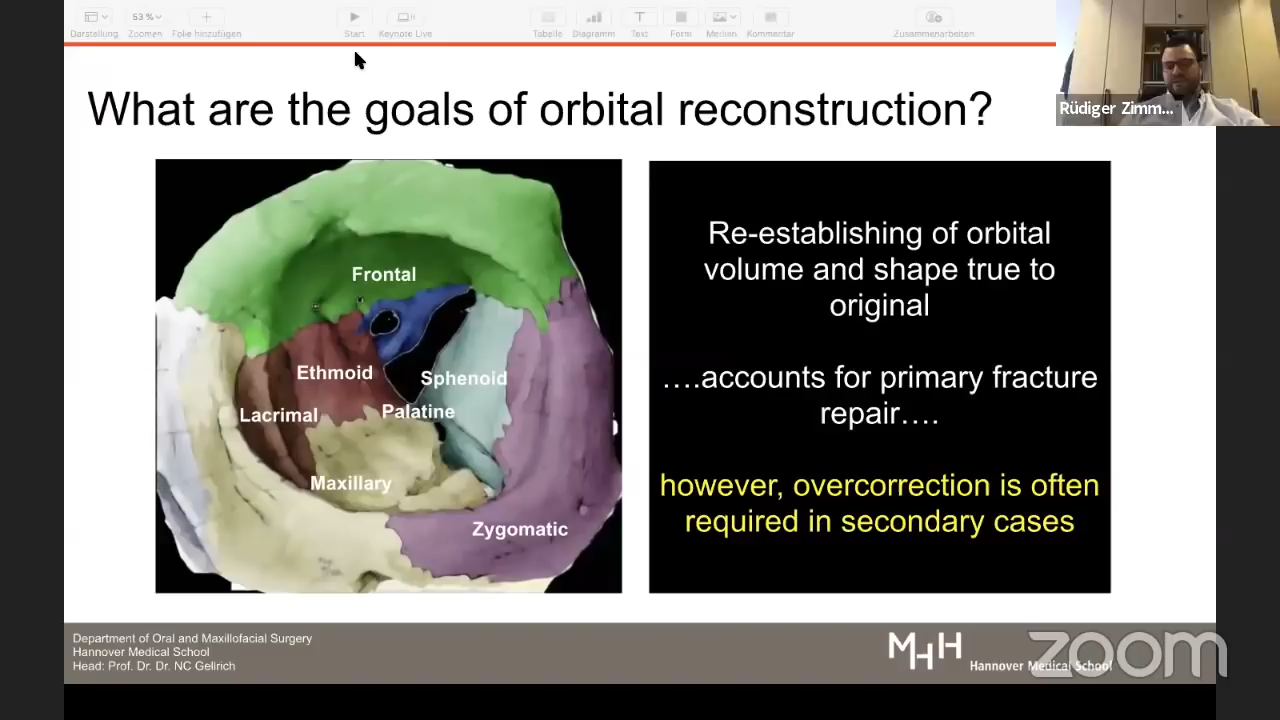 53 %
Darstellung Zoomen Folie hinzufügen Start Keynote Live Tabelle Diagramm Text Form Medien Kommentar Zusammenarbeiten
Rüdiger Zimm...
What are the goals of orbital reconstruction?
Frontal
Ethmoid
Sphenoid
Lacrimal
Palatine
Maxillary
Zygomatic
Re-establishing of orbital
volume and shape true to
original
….accounts for primary fracture
repair….
however, overcorrection is often
required in secondary cases
Department of Oral and Maxillofacial Surgery
Hannover Medical School
Head: Prof. Dr. Dr. NC Gellrich
MHH
Hannover Medical School
zoom